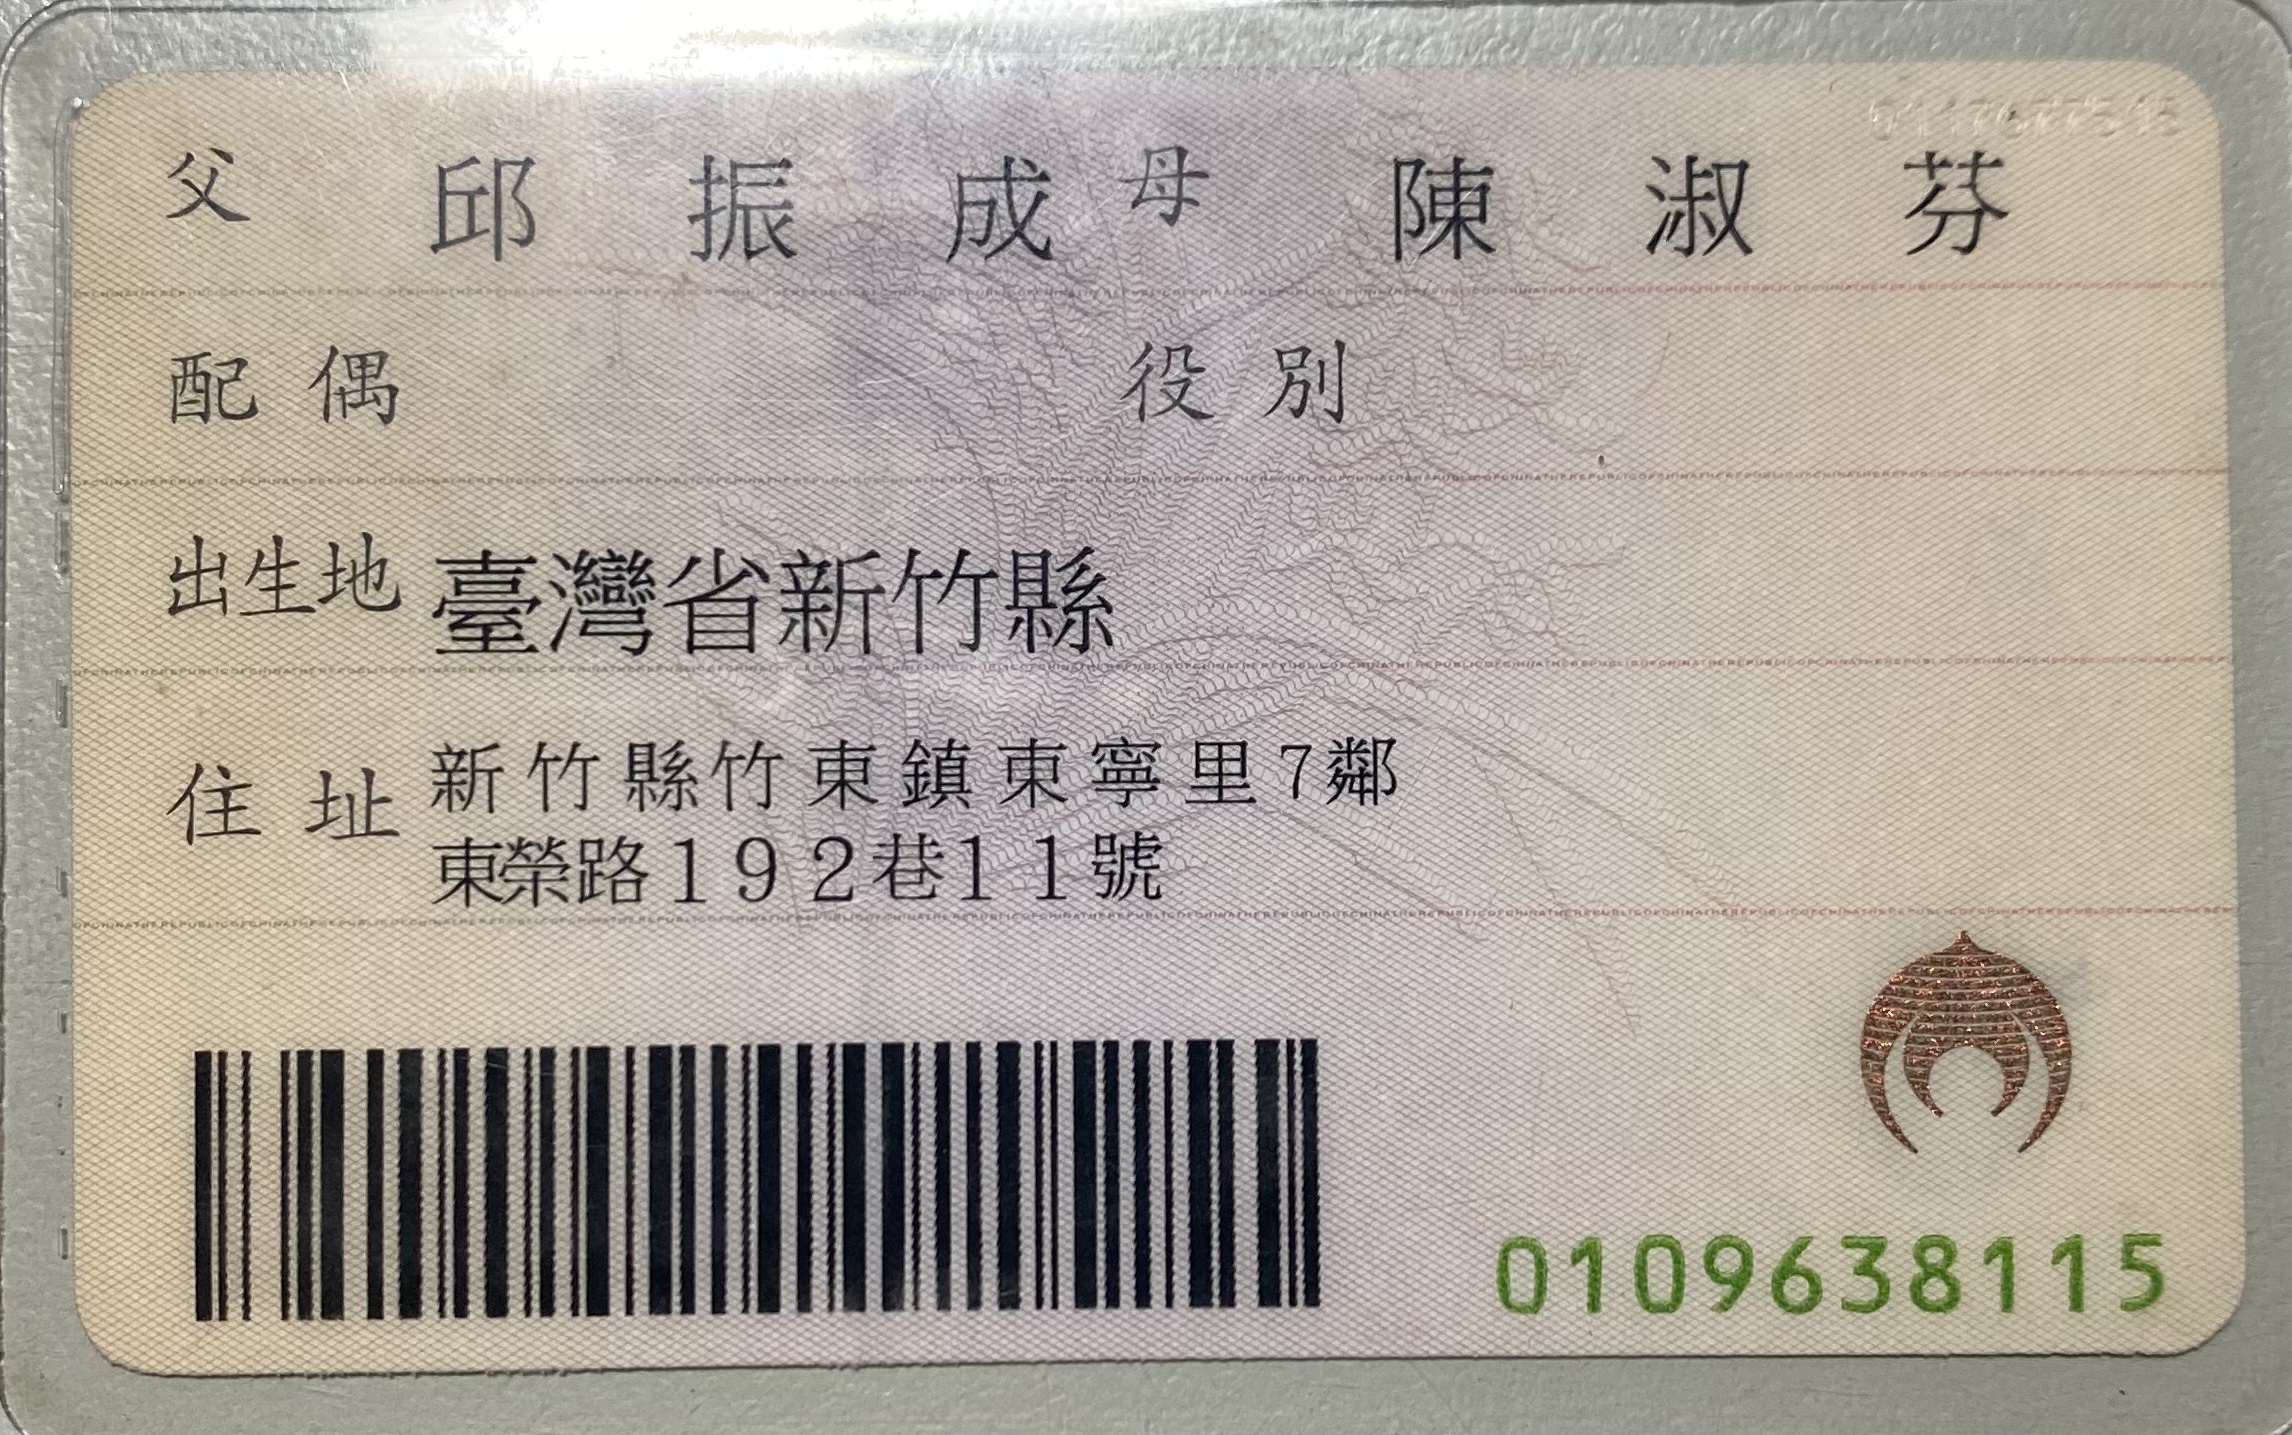 父 邱振成 母 陳淑芬
配偶 役別
出生地 臺灣省新竹縣
住址 新竹縣竹東鎮東寧里7鄰
東榮路192巷11號
0109638115